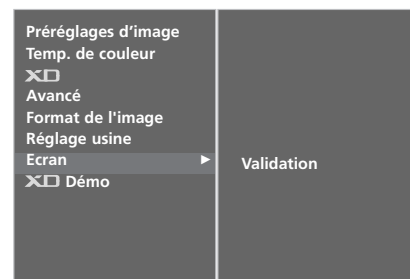 Préréglages d’image
Temp. de couleur
XD
Avancé
Format de l'image
Réglage usine
Ecran ►
Validation
XD Démo